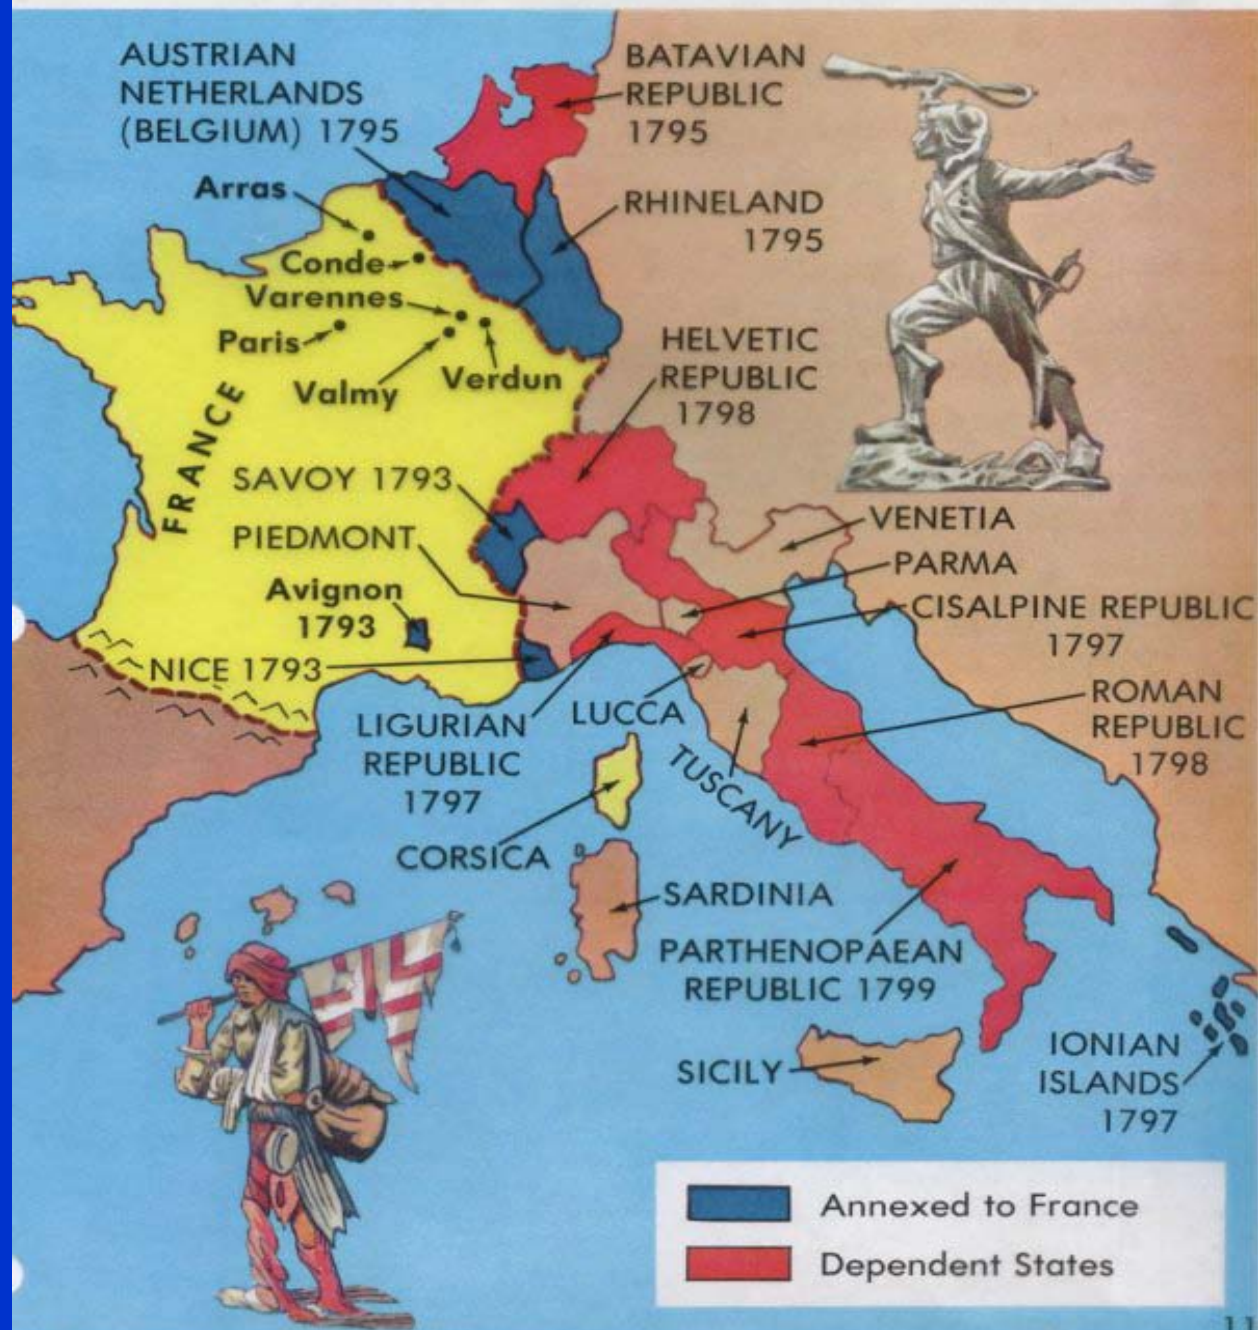 AUSTRIAN
NETHERLANDS
(BELGIUM) 1795
BATAVIAN
REPUBLIC
1795
Arras
RHINELAND
1795
Conde
Varennes
Paris
Valmy
Verdun
HELVETIC
REPUBLIC
1798
FRANCE
SAVOY 1793
PIEDMONT
VENETIA
PARMA
Avignon
1793
CISALPINE REPUBLIC
1797
NICE 1793
LIGURIAN
REPUBLIC
1797
LUCCA
TUSCANY
ROMAN
REPUBLIC
1798
CORSICA
SARDINIA
PARTHENOPAEAN
REPUBLIC 1799
SICILY
IONIAN
ISLANDS
1797
Annexed to France
Dependent States